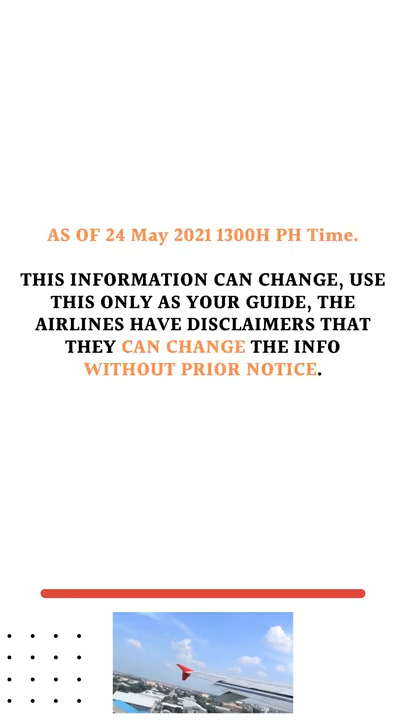 AS OF 24 May 2021 1300H PH Time.
THIS INFORMATION CAN CHANGE, USE
THIS ONLY AS YOUR GUIDE, THE
AIRLINES HAVE DISCLAIMERS THAT
THEY CAN CHANGE THE INFO
WITHOUT PRIOR NOTICE.